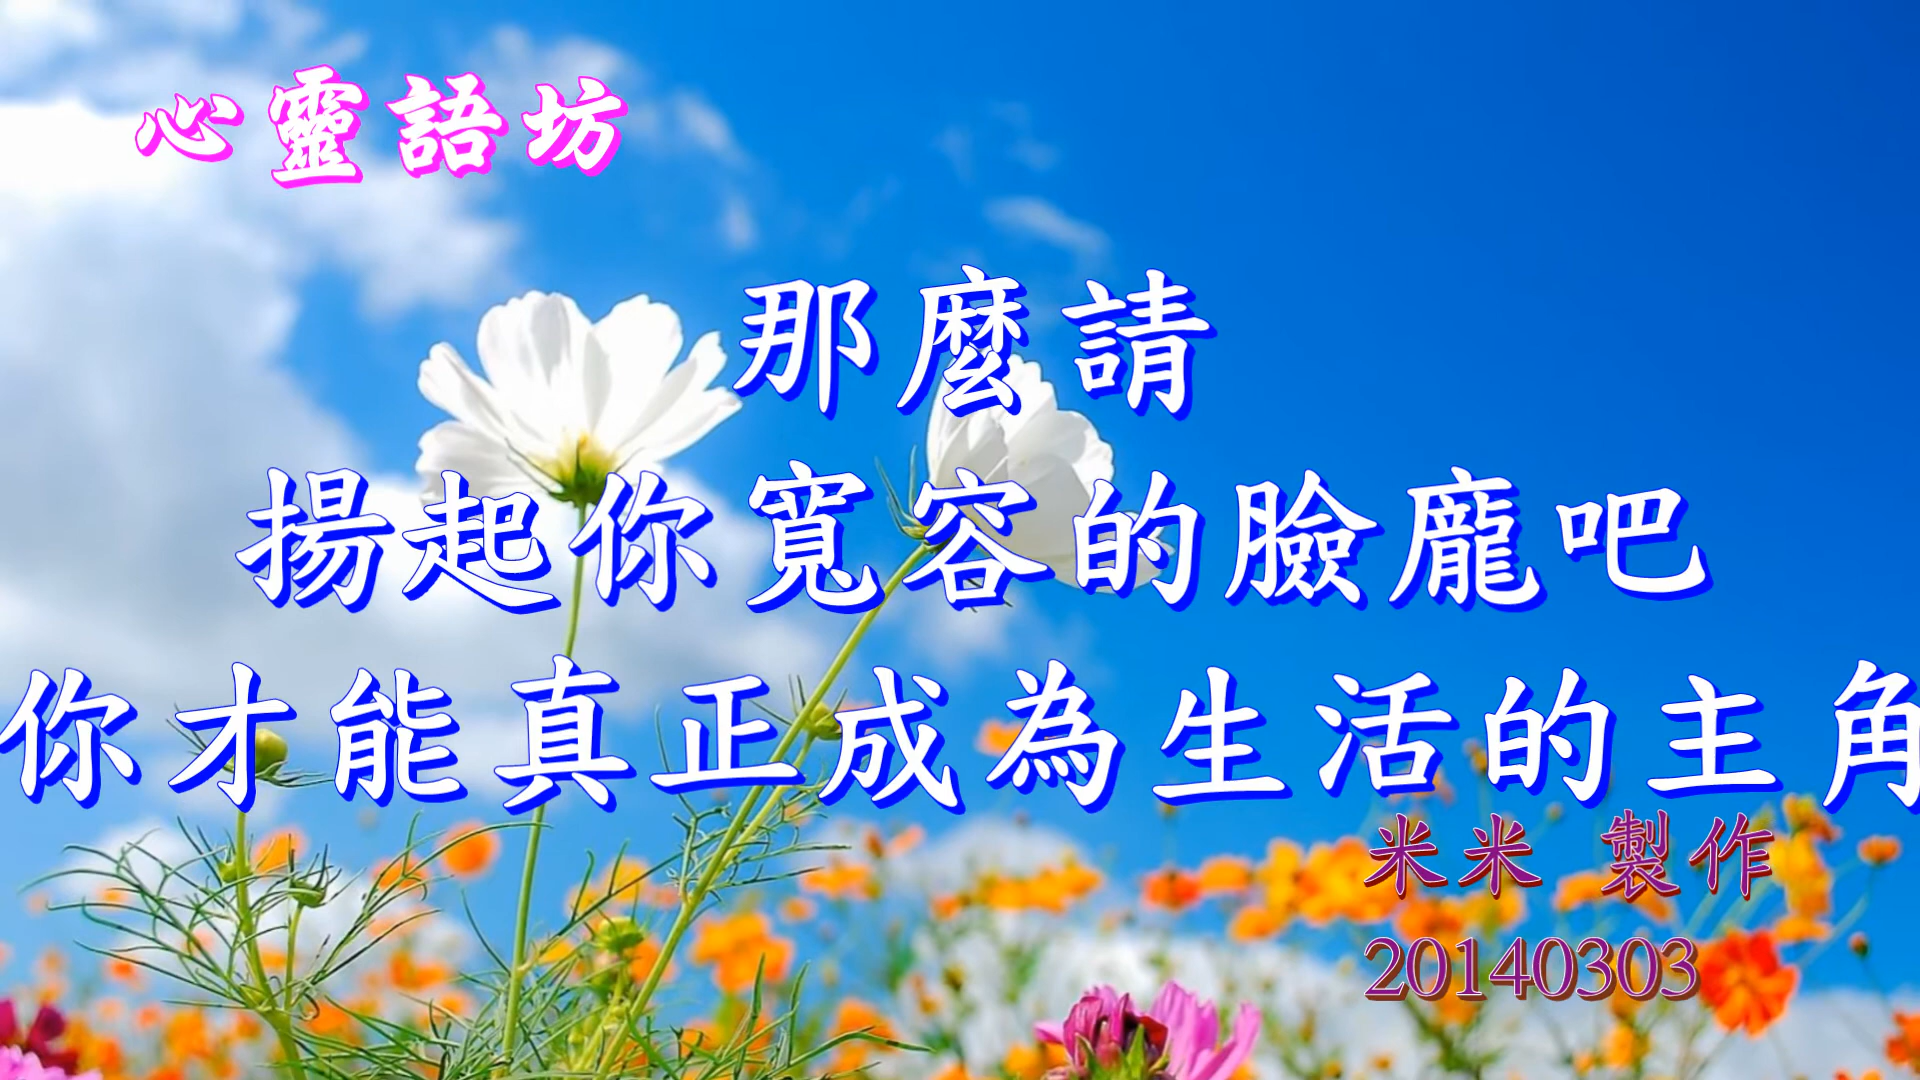 心靈語坊
那麼請
揚起你寬容的臉龐吧
你才能真正成為生活的主角
米米 製作
20140303